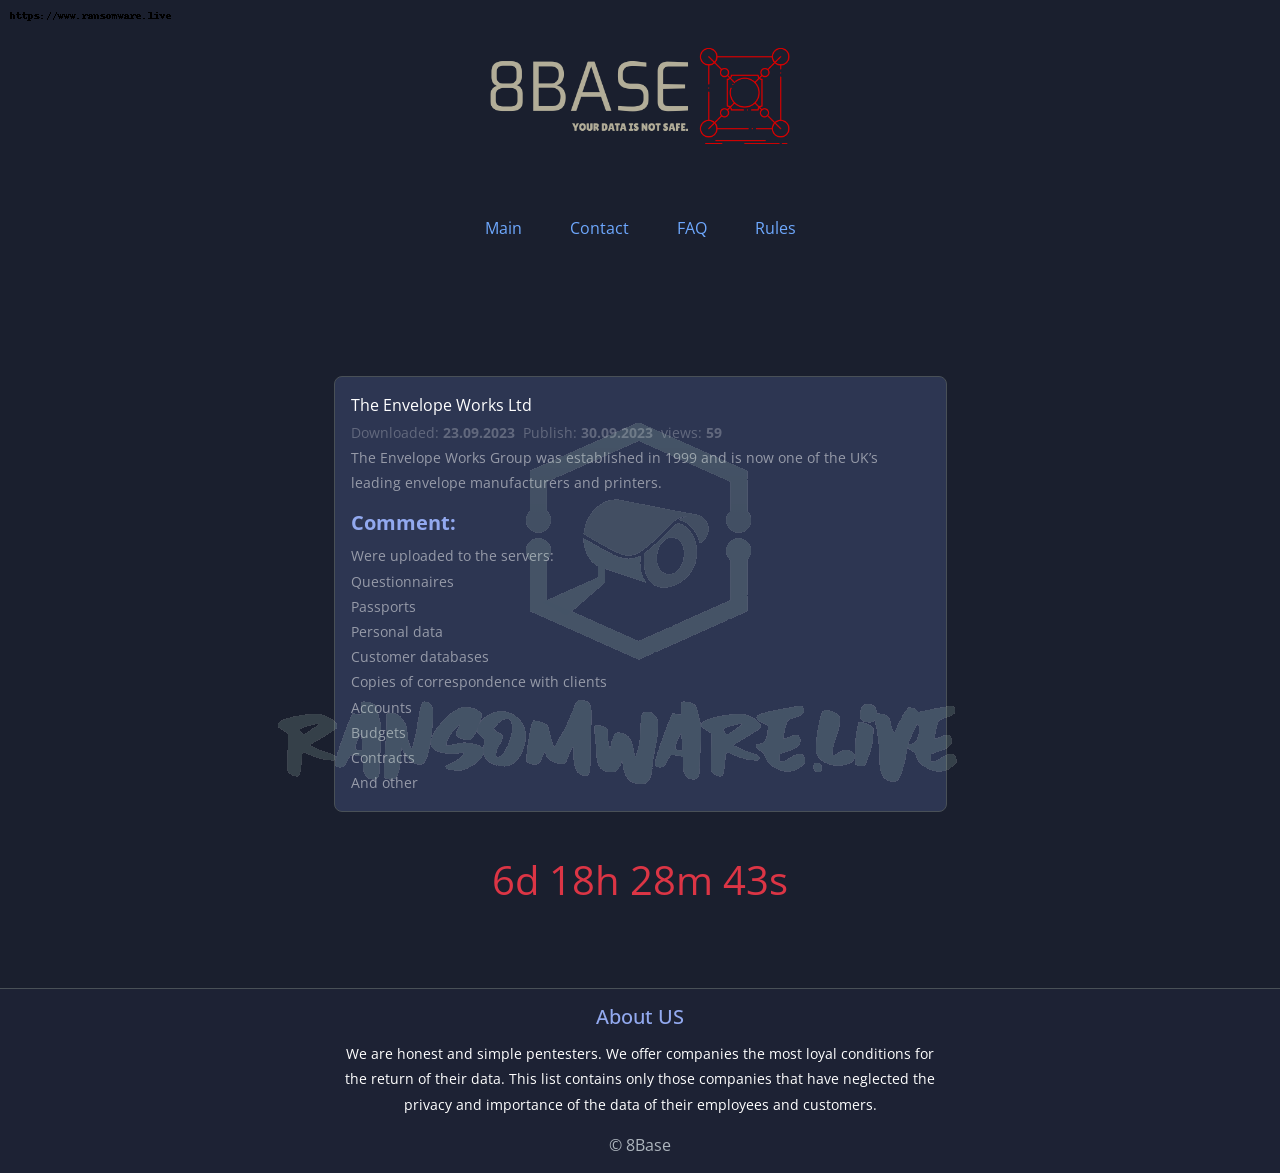 https://www.ransomware.live
8BASE
YOUR DATA IS NOT SAFE.
Main Contact FAQ Rules
The Envelope Works Ltd
Downloaded: 23.09.2023 Publish: 30.09.2023 views: 59
The Envelope Works Group was established in 1999 and is now one of the UK’s
leading envelope manufacturers and printers.
Comment:
Were uploaded to the servers:
Questionnaires
Passports
Personal data
Customer databases
Copies of correspondence with clients
Accounts
RANSOMWARE.LIVE
Budgets
Contracts
And other
6d 18h 28m 43s
About US
We are honest and simple pentesters. We offer companies the most loyal conditions for
the return of their data. This list contains only those companies that have neglected the
privacy and importance of the data of their employees and customers.
© 8Base